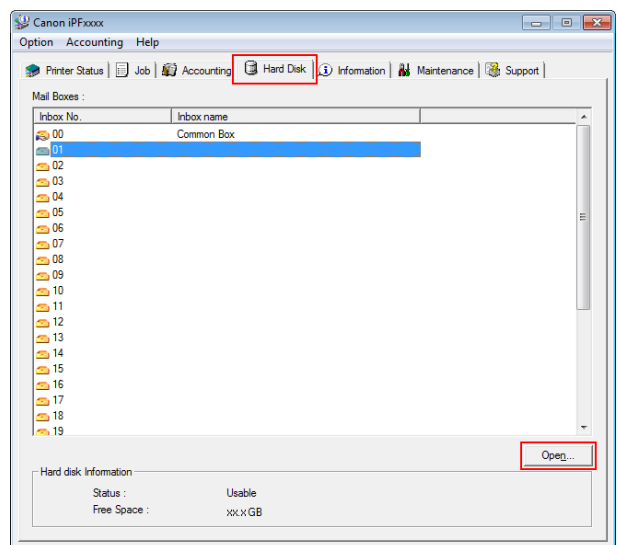 Canon iPFxxxx
Option Accounting Help
Printer Status Job Accounting Hard Disk Information Maintenance Support
Mail Boxes :
Inbox No. Inbox name
00 Common Box
01
02
03
04
05
06
07
08
09
10
11
12
13
14
15
16
17
18
19
Open...
Hard disk Information
Status : Usable
Free Space : xx.x GB